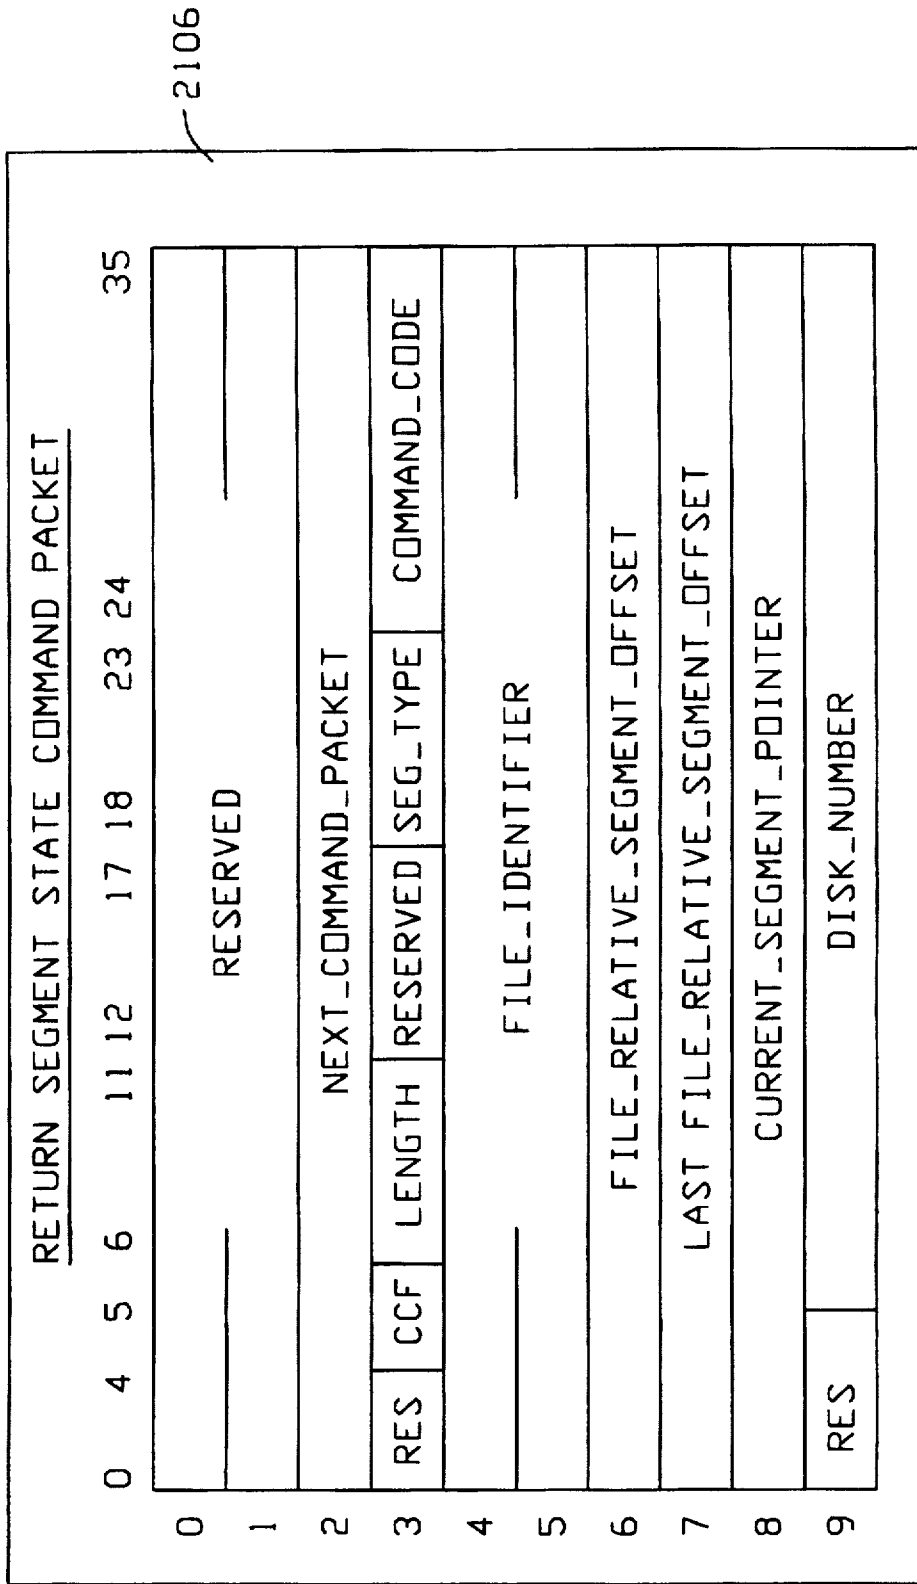 RETURN SEGMENT STATE COMMAND PACKET
0 4 5 6 11 12 17 18 23 24 35
0 RESERVED
1
2 NEXT_COMMAND_PACKET
3 RES CCF LENGTH RESERVED SEG_TYPE COMMAND_CODE
4 FILE_IDENTIFIER
5
6 FILE_RELATIVE_SEGMENT_OFFSET
7 LAST FILE_RELATIVE_SEGMENT_OFFSET
8 CURRENT_SEGMENT_POINTER
9 RES DISK_NUMBER
2106